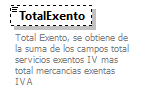 TotalExento
Total Exento, se obtiene de
la suma de los campos total
servicios exentos IV mas
total mercancias exentas
IVA